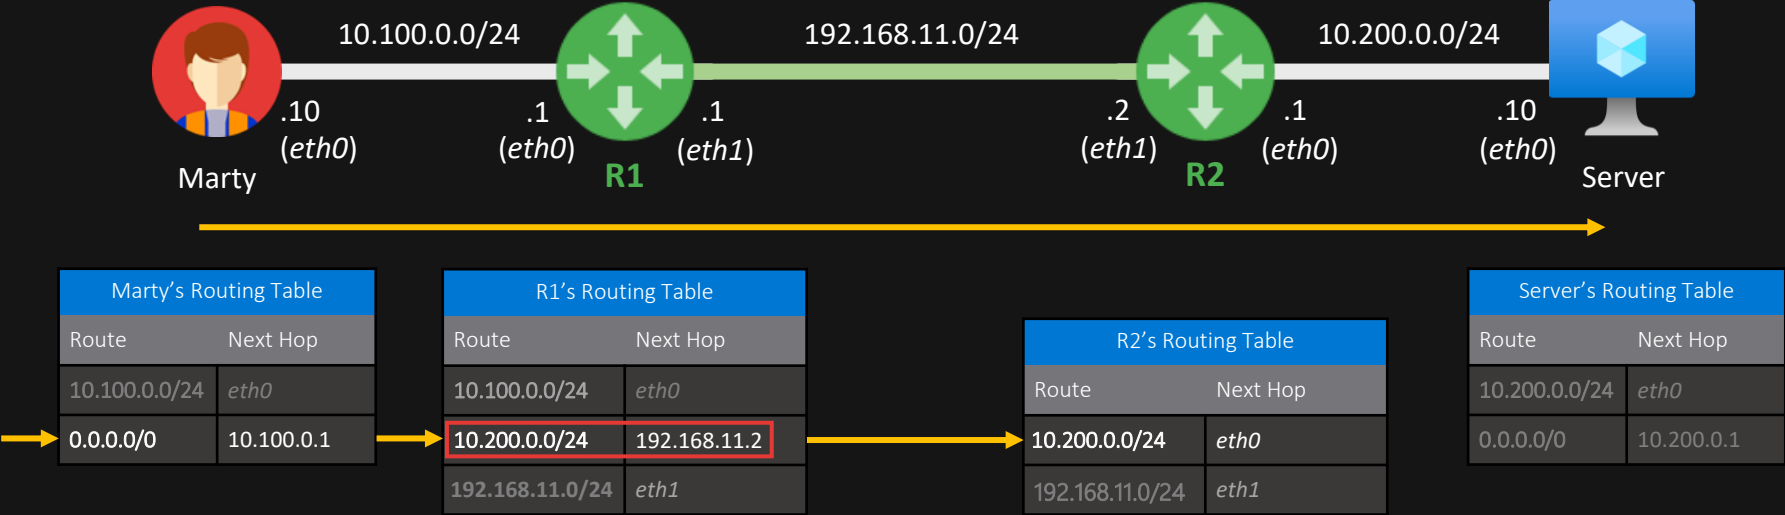 10.100.0.0/24
192.168.11.0/24
10.200.0.0/24
.10
(eth0)
.1
(eth0)
.1
(eth1)
.2
(eth1)
.1
(eth0)
.10
(eth0)
Marty
R1
R2
Server
Marty's Routing Table
Route Next Hop
10.100.0.0/24 eth0
0.0.0.0/0 10.100.0.1
R1's Routing Table
Route Next Hop
10.100.0.0/24 eth0
10.200.0.0/24 192.168.11.2
192.168.11.0/24 eth1
R2's Routing Table
Route Next Hop
10.200.0.0/24 eth0
192.168.11.0/24 eth1
Server's Routing Table
Route Next Hop
10.200.0.0/24 eth0
0.0.0.0/0 10.200.0.1